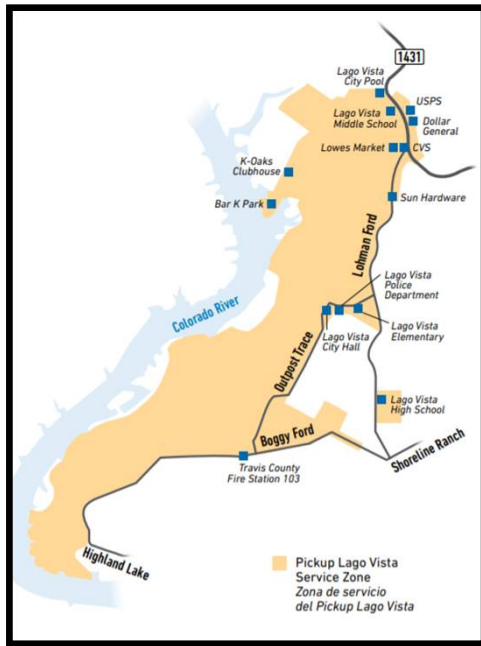 1431
Lago Vista
City Pool
USPS
Lago Vista
Middle School
Dollar
General
Lowes Market
CVS
K-Oaks
Clubhouse
Bar K Park
Sun Hardware
Lohman Ford
Lago Vista
Police
Department
Colorado River
Lago Vista
City Hall
Lago Vista
Elementary
Outpost Trace
Lago Vista
High School
Boggy Ford
Shoreline Ranch
Travis County
Fire Station 103
Highland Lake
Pickup Lago Vista
Service Zone
Zona de servicio
del Pickup Lago Vista